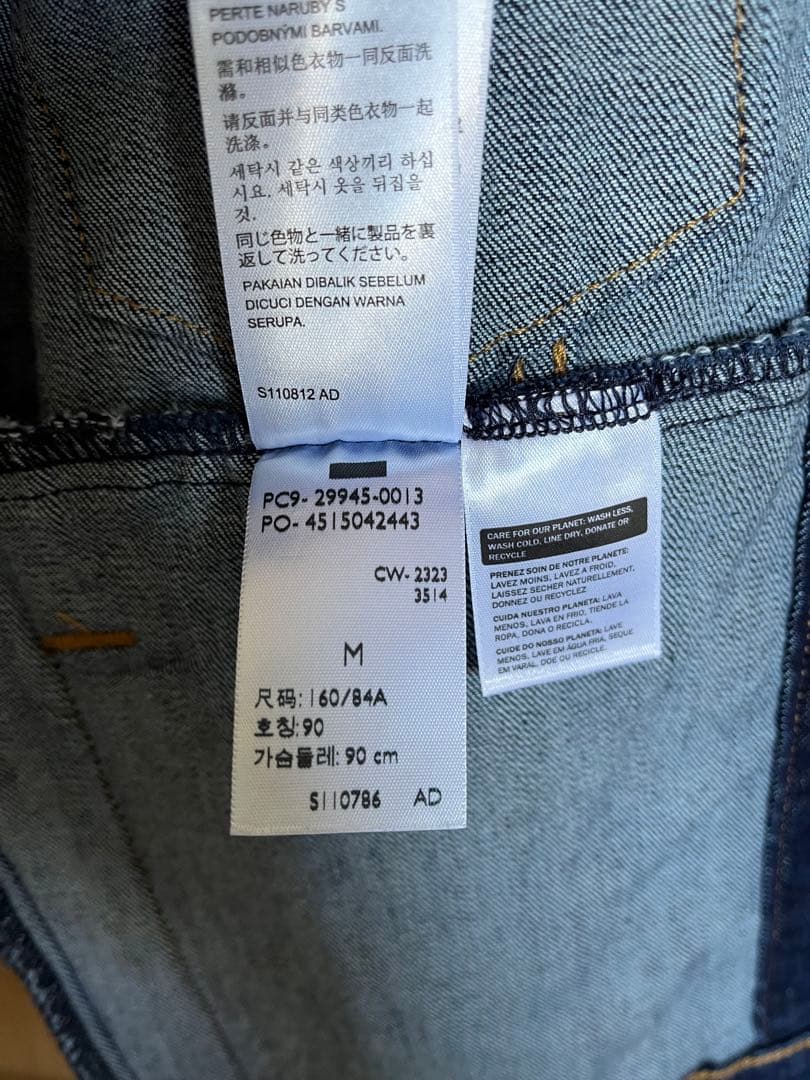 PERTE NARUBY S
PODOBNÝMI BARVAMI.
需和相似色衣物一同反面洗
滌。
请反面并与同类色衣物一起
洗涤。
세탁시 같은 색상끼리 하십
시요. 세탁시 옷을 뒤집을
것.
同じ色物と一緒に製品を裏
返して洗ってください。
PAKAIAN DIBALIK SEBELUM
DICUCI DENGAN WARNA
SERUPA.
S110812 AD
PC9- 29945-0013
PO- 4515042443
CW- 2323
3514
M
尺码: 160/84A
호칭: 90
가슴둘레: 90 cm
S110786 AD
CARE FOR OUR PLANET: WASH LESS,
WASH COLD, LINE DRY, DONATE OR
RECYCLE
PRENEZ SOIN DE NOTRE PLANETE:
LAVEZ MOINS, LAVEZ A FROID,
LAISSEZ SECHER NATURELLEMENT,
DONNEZ OU RECYCLEZ
CUIDA NUESTRO PLANETA: LAVA
MENOS, LAVA EN FRIO, TIENDE LA
ROPA, DONA O RECICLA.
CUIDE DO NOSSO PLANETA: LAVE
MENOS, LAVE EM ÁGUA FRIA, SEQUE
EM VARAL, DOE OU RECICLE.